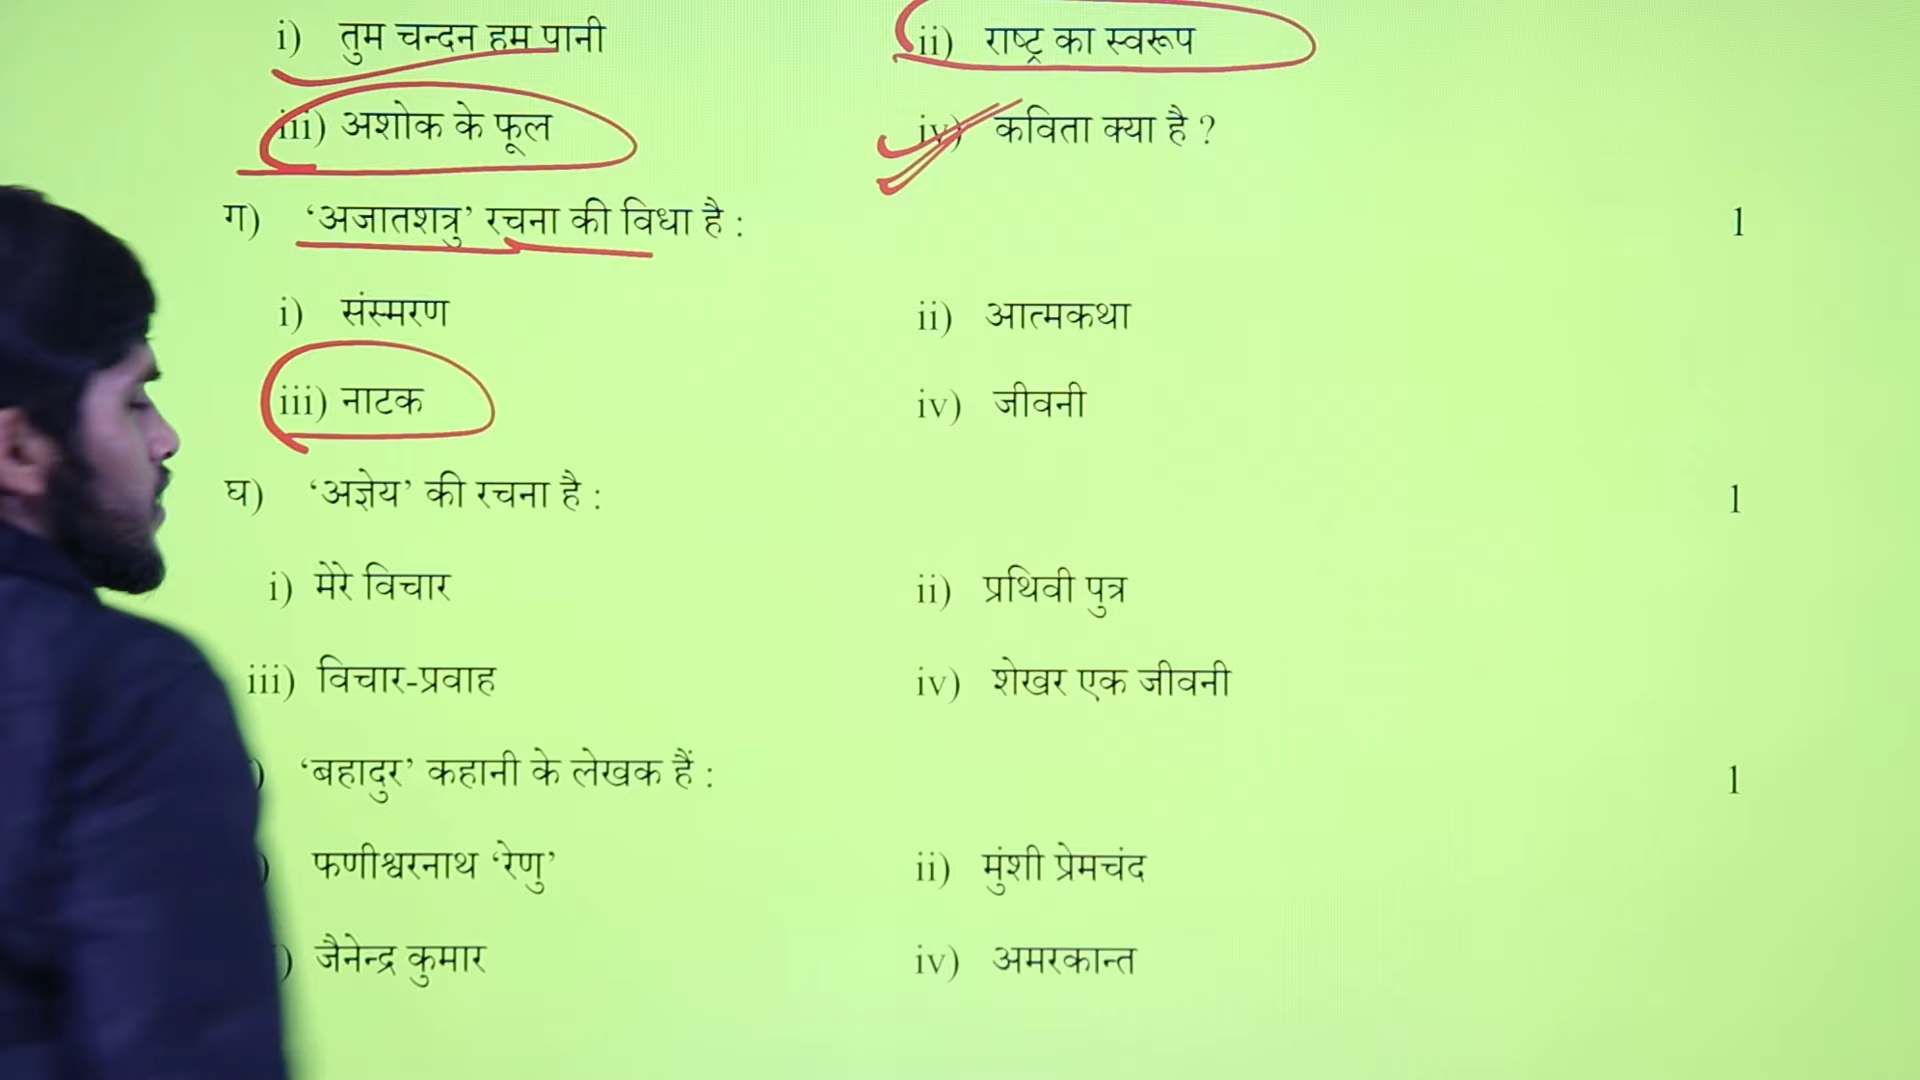 i) तुम चन्दन हम पानी ii) राष्ट्र का स्वरूप
iii) अशोक के फूल iv) कविता क्या है ?
ग) ‘अजातशत्रु’ रचना की विधा है : 1
i) संस्मरण ii) आत्मकथा
iii) नाटक iv) जीवनी
घ) ‘अज्ञेय’ की रचना है : 1
i) मेरे विचार ii) प्रथिवी पुत्र
iii) विचार-प्रवाह iv) शेखर एक जीवनी
) ‘बहादुर’ कहानी के लेखक हैं : 1
) फणीश्वरनाथ ‘रेणु’ ii) मुंशी प्रेमचंद
) जैनेन्द्र कुमार iv) अमरकान्त